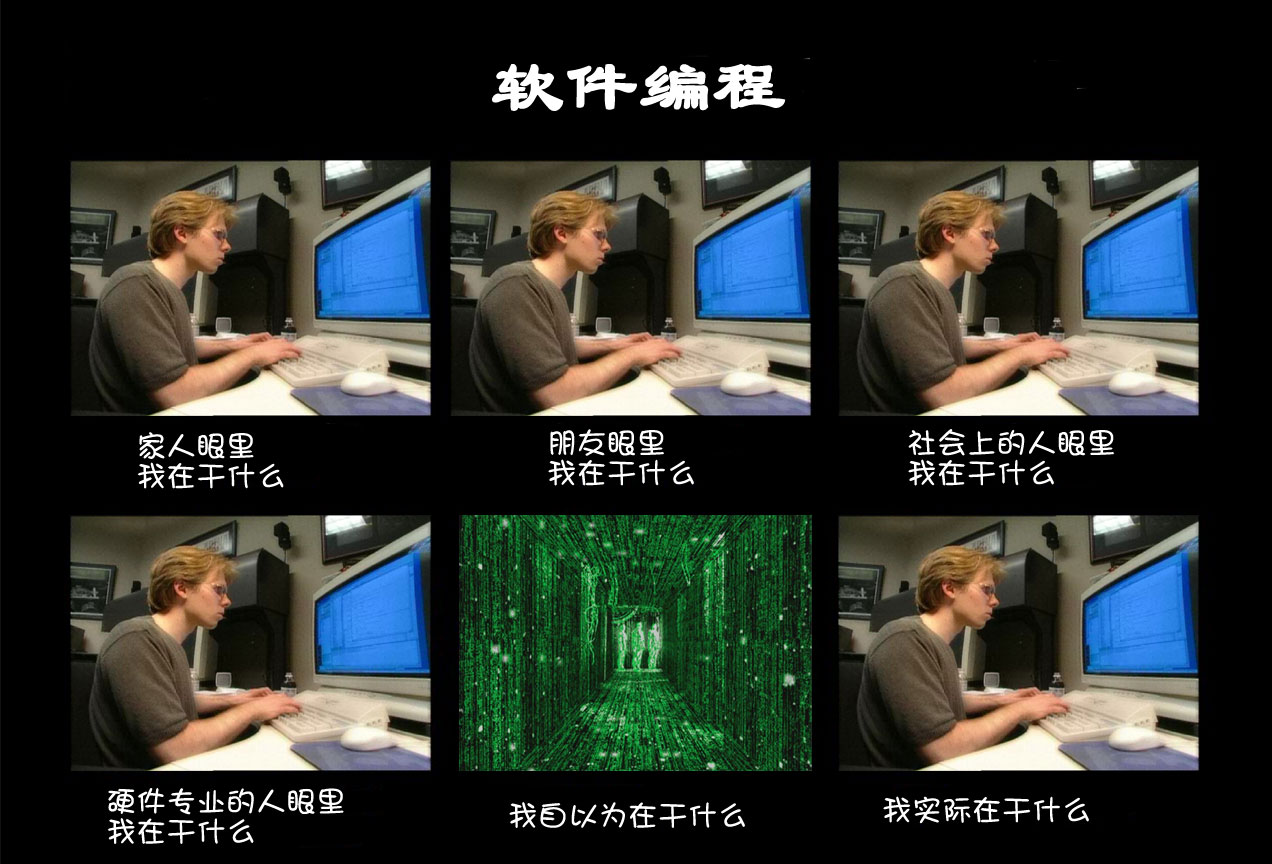 软件编程
家人眼里
我在干什么
朋友眼里
我在干什么
社会上的人眼里
我在干什么
硬件专业的人眼里
我在干什么
我自以为在干什么
我实际在干什么